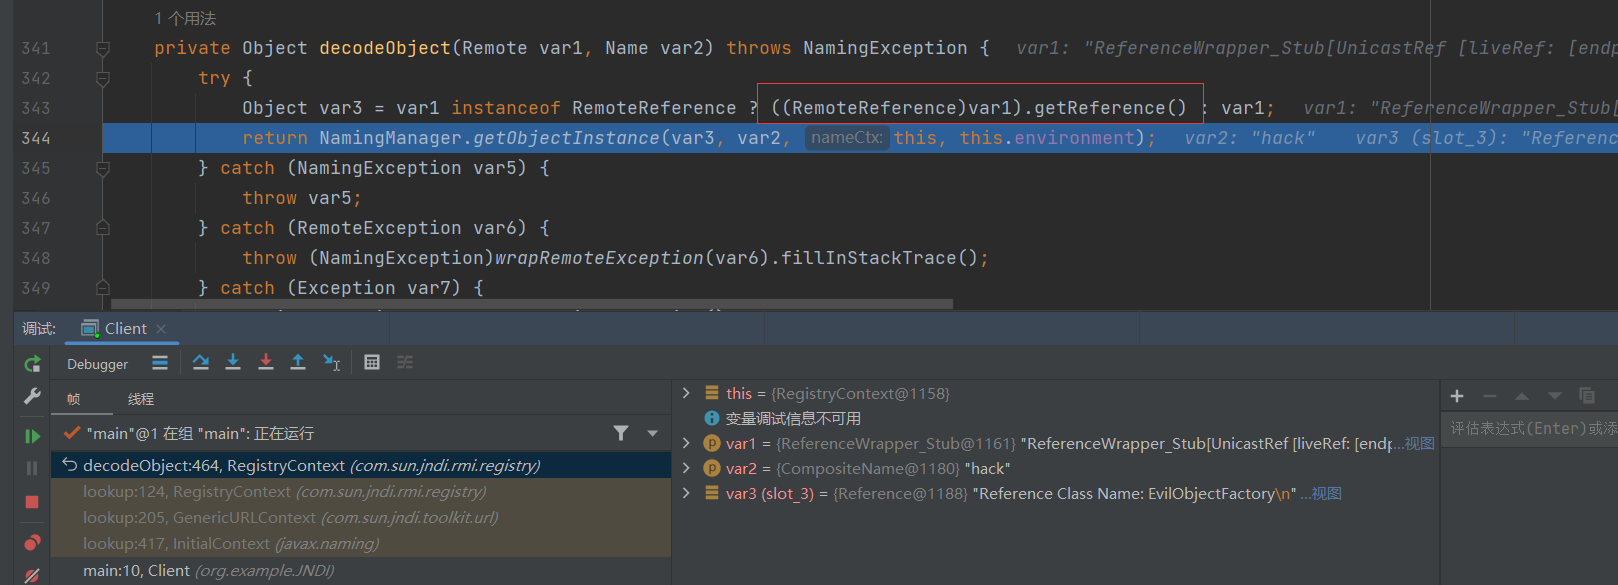 1 个用法
341 private Object decodeObject(Remote var1, Name var2) throws NamingException { var1: "ReferenceWrapper_Stub[UnicastRef [liveRef: [endp
342 try {
343 Object var3 = var1 instanceof RemoteReference ? ((RemoteReference)var1).getReference() : var1; var1: "ReferenceWrapper_Stub[
344 return NamingManager.getObjectInstance(var3, var2, nameCtx: this, this.environment); var2: "hack" var3 (slot_3): "Referenc
345 } catch (NamingException var5) {
346 throw var5;
347 } catch (RemoteException var6) {
348 throw (NamingException)wrapRemoteException(var6).fillInStackTrace();
349 } catch (Exception var7) {
调试: Client
Debugger
帧 线程
"main"@1 在组 "main": 正在运行
decodeObject:464, RegistryContext (com.sun.jndi.rmi.registry)
lookup:124, RegistryContext (com.sun.jndi.rmi.registry)
lookup:205, GenericURLContext (com.sun.jndi.toolkit.url)
lookup:417, InitialContext (javax.naming)
main:10, Client (org.example.JNDI)
this = {RegistryContext@1158}
变量调试信息不可用
var1 = {ReferenceWrapper_Stub@1161} "ReferenceWrapper_Stub[UnicastRef [liveRef: [endp...视图
var2 = {CompositeName@1180} "hack"
var3 (slot_3) = {Reference@1188} "Reference Class Name: EvilObjectFactory\n" ...视图
评估表达式(Enter)或添